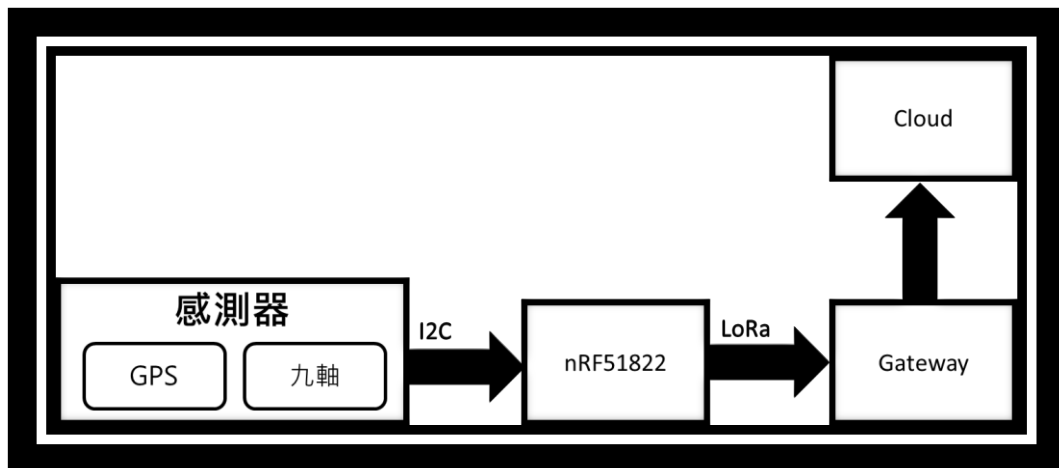 Cloud
感測器
GPS
九軸
I2C
nRF51822
LoRa
Gateway